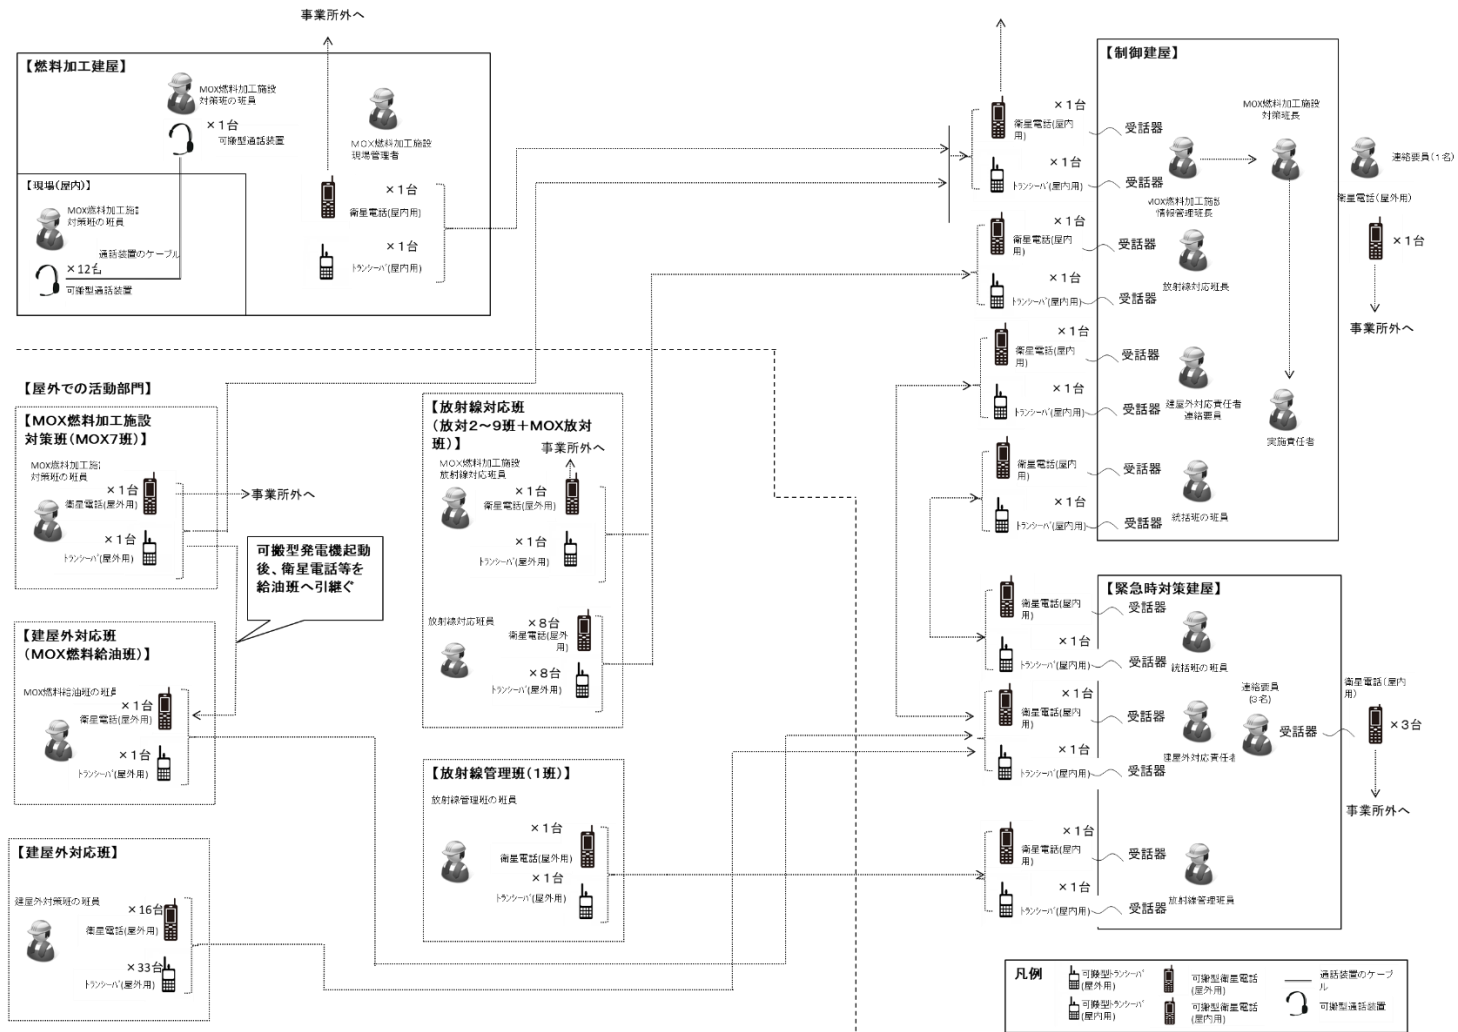 事業所外へ
【燃料加工建屋】
MOX燃料加工施設
対策班の班員
×1台
可搬型通話装置
MOX燃料加工施設
現場管理者
×1台
衛星電話(屋内用)
×1台
トランシーバ(屋内用)
【現場(屋内)】
MOX燃料加工施設
対策班の班員
通話装置のケーブル
×12台
可搬型通話装置
【屋外での活動部門】
【MOX燃料加工施設
対策班(MOX7班)】
MOX燃料加工施設
対策班の班員
×1台
衛星電話(屋外用)
事業所外へ
×1台
トランシーバ(屋外用)
可搬型発電機起動
後、衛星電話等を
給油班へ引継ぐ
【建屋外対応班
(MOX燃料給油班)】
MOX燃料給油班の班員
×1台
衛星電話(屋外用)
×1台
トランシーバ(屋外用)
【建屋外対応班】
建屋外対策班の班員
×16台
衛星電話(屋外用)
×33台
トランシーバ(屋外用)
【放射線対応班
(放対2～9班+MOX放対
班)】
事業所外へ
MOX燃料加工施設
放射線対応班員
×1台
衛星電話(屋外用)
×1台
トランシーバ(屋外用)
放射線対応班員
×8台
衛星電話(屋外
用)
×8台
トランシーバ(屋外用)
【放射線管理班(1班)】
放射線管理班の班員
×1台
衛星電話(屋外用)
×1台
トランシーバ(屋外用)
【制御建屋】
×1台
衛星電話(屋内
用)
受話器
×1台
トランシーバ(屋内用)
受話器
MOX燃料加工施設
情報管理班長
MOX燃料加工施設
対策班長
連絡要員(1名)
衛星電話(屋外用)
×1台
事業所外へ
×1台
衛星電話(屋内
用)
受話器
×1台
トランシーバ(屋内用)
受話器
放射線対応班長
×1台
衛星電話(屋内
用)
受話器
×1台
トランシーバ(屋内用)
受話器
建屋外対応責任者
連絡要員
実施責任者
×1台
衛星電話(屋内
用)
受話器
×1台
トランシーバ(屋内用)
受話器
統括班の班員
【緊急時対策建屋】
×1台
衛星電話(屋内
用)
受話器
×1台
トランシーバ(屋内用)
受話器
統括班の班員
×1台
衛星電話(屋内
用)
受話器
×1台
トランシーバ(屋内用)
受話器
建屋外対応責任者
連絡要員
(3名)
受話器
衛星電話(屋内
用)
×3台
事業所外へ
×1台
衛星電話(屋内
用)
受話器
×1台
トランシーバ(屋内用)
受話器
放射線管理班員
凡例
可搬型トランシーバ
(屋外用)
可搬型衛星電話
(屋外用)
通話装置のケーブ
ル
可搬型トランシーバ
(屋内用)
可搬型衛星電話
(屋内用)
可搬型通話装置